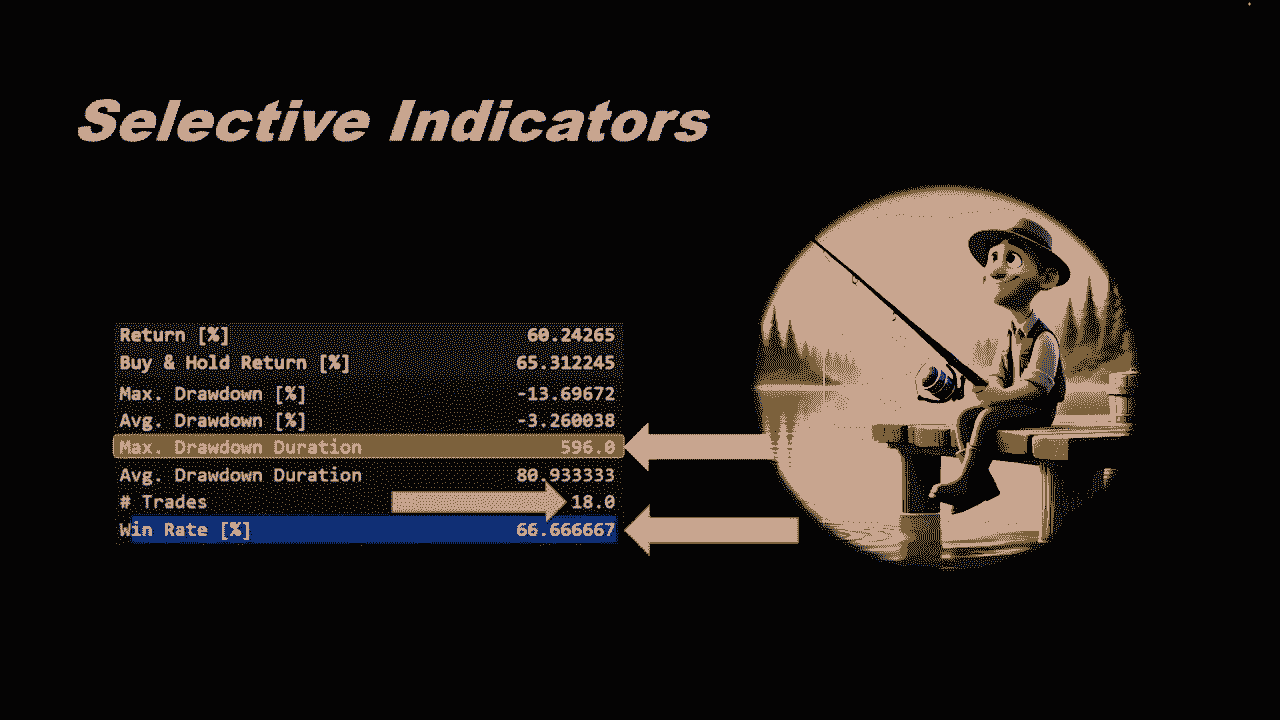 Selective Indicators
Return [%] 60.24265
Buy & Hold Return [%] 65.312245
Max. Drawdown [%] -13.69672
Avg. Drawdown [%] -3.260038
Max. Drawdown Duration 596.0
Avg. Drawdown Duration 80.933333
# Trades 18.0
Win Rate [%] 66.666667